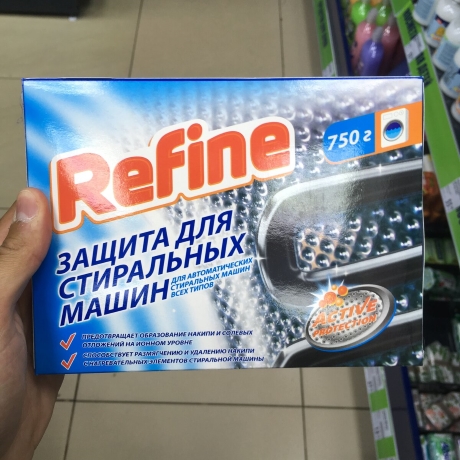 Refine
750 г
ЗАЩИТА ДЛЯ
СТИРАЛЬНЫХ
МАШИН
ДЛЯ АВТОМАТИЧЕСКИХ
СТИРАЛЬНЫХ МАШИН
ВСЕХ ТИПОВ
ACTIVE
PROTECTION
ПРЕДОТВРАЩАЕТ ОБРАЗОВАНИЕ НАКИПИ И СОЛЕВЫХ
ОТЛОЖЕНИЙ НА ИОННОМ УРОВНЕ
СПОСОБСТВУЕТ РАЗМЯГЧЕНИЮ И УДАЛЕНИЮ НАКИПИ
С НАГРЕВАТЕЛЬНЫХ ЭЛЕМЕНТОВ СТИРАЛЬНОЙ МАШИНЫ